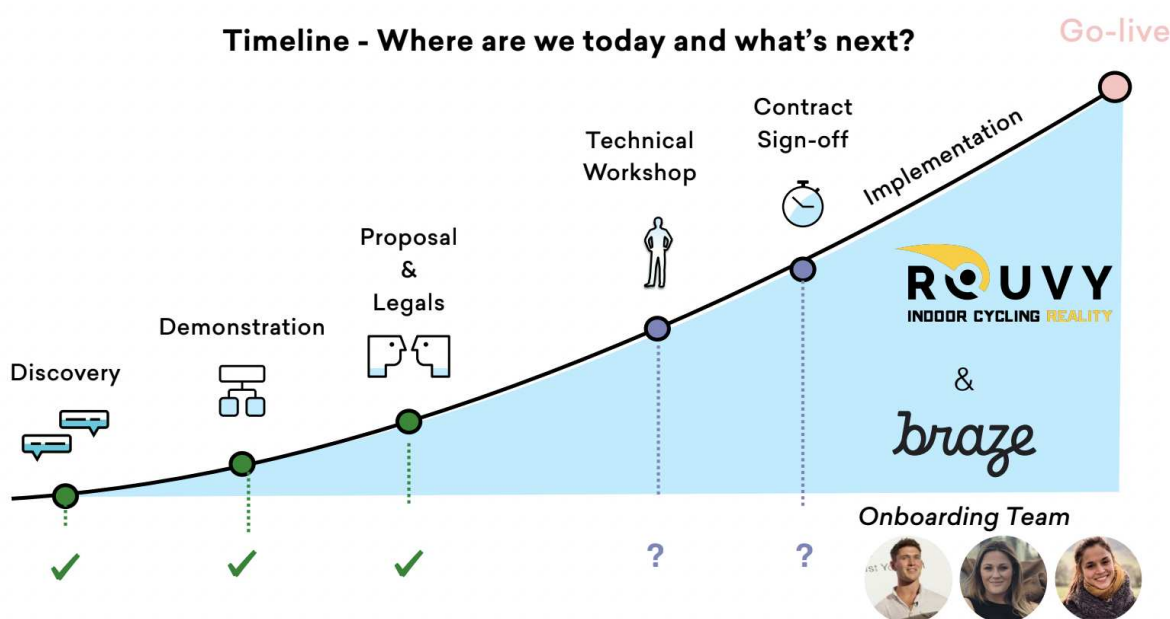 Go-live
Timeline - Where are we today and what's next?
Contract
Sign-off
Technical
Workshop
Implementation
Proposal
&
Legals
Demonstration
Discovery
ROUVY
INDOOR CYCLING REALITY
&
braze
Onboarding Team
? ?